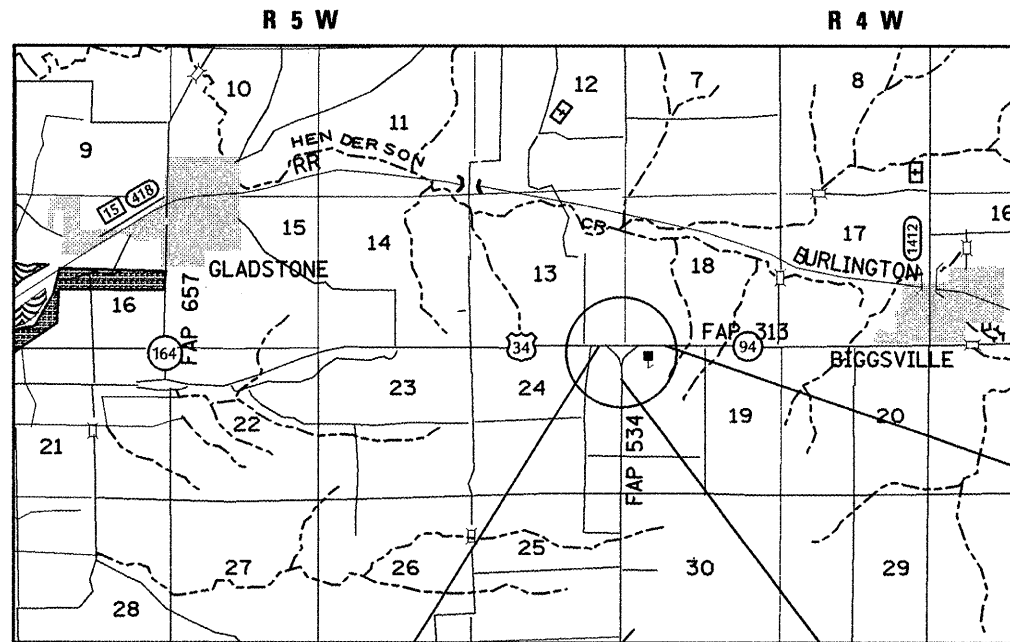 R 5 W
R 4 W
10
12
7
8
9
11
HENDERSON
RR
15
418
16
15
14
CR
17
1412
13
18
BURLINGTON
GLADSTONE
16
FAP 657
FAP 313
34
94
164
BIGGSVILLE
23
24
19
20
22
21
FAP 534
25
27
26
30
29
28